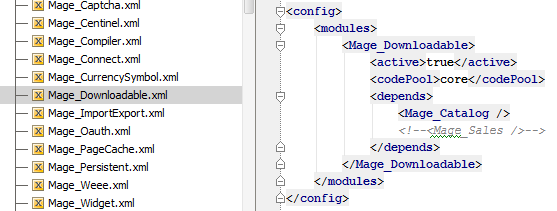 Mage_Captcha.xml
Mage_Centinel.xml
Mage_Compiler.xml
Mage_Connect.xml
Mage_CurrencySymbol.xml
Mage_Downloadable.xml
Mage_ImportExport.xml
Mage_Oauth.xml
Mage_PageCache.xml
Mage_Persistent.xml
Mage_Weee.xml
Mage_Widget.xml
<config>
<modules>
<Mage_Downloadable>
<active>true</active>
<codePool>core</codePool>
<depends>
<Mage_Catalog />
<!--<Mage_Sales />-->
</depends>
</Mage_Downloadable>
</modules>
</config>